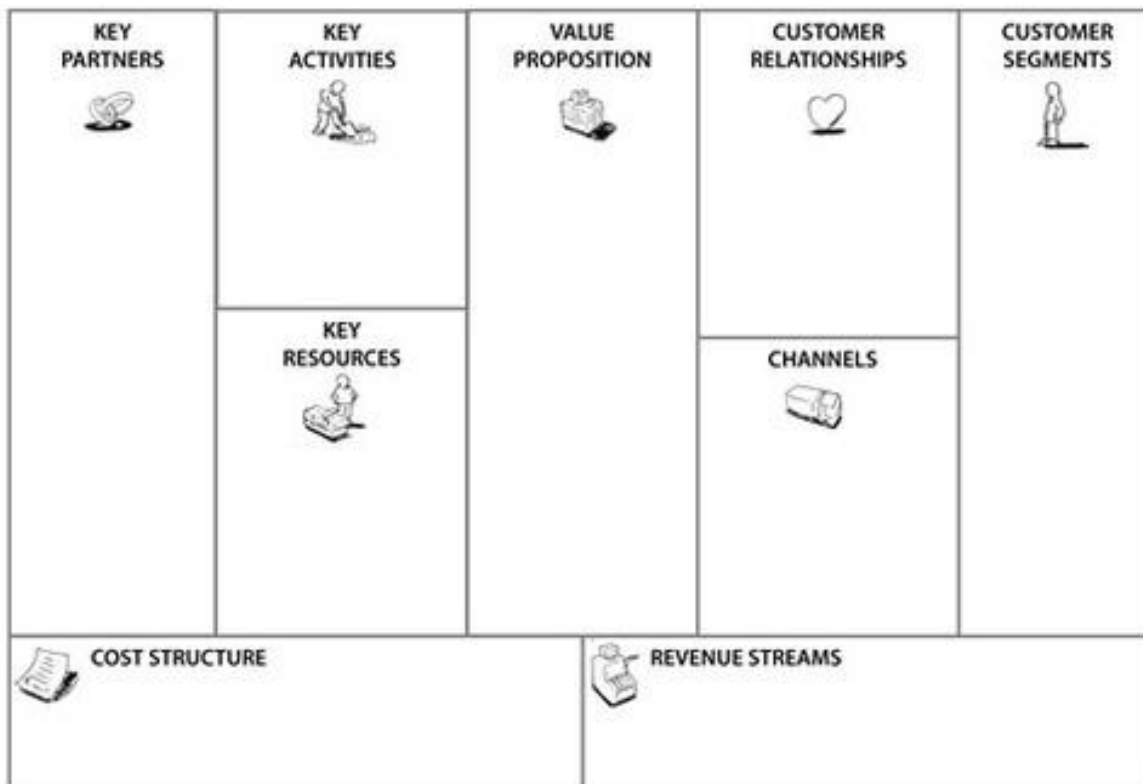 KEY
PARTNERS
KEY
ACTIVITIES
VALUE
PROPOSITION
CUSTOMER
RELATIONSHIPS
CUSTOMER
SEGMENTS
KEY
RESOURCES
CHANNELS
COST STRUCTURE
REVENUE STREAMS